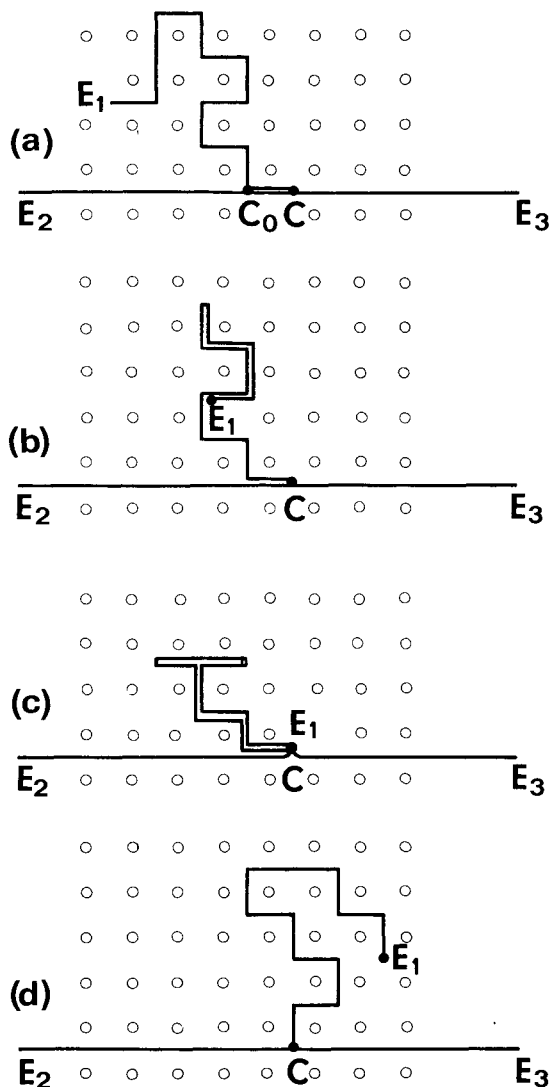 E₁
(a)
E₂ C₀ C E₃
(b)
E₁
E₂ C E₃
(c)
E₁
E₂ C E₃
(d)
E₁
E₂ C E₃